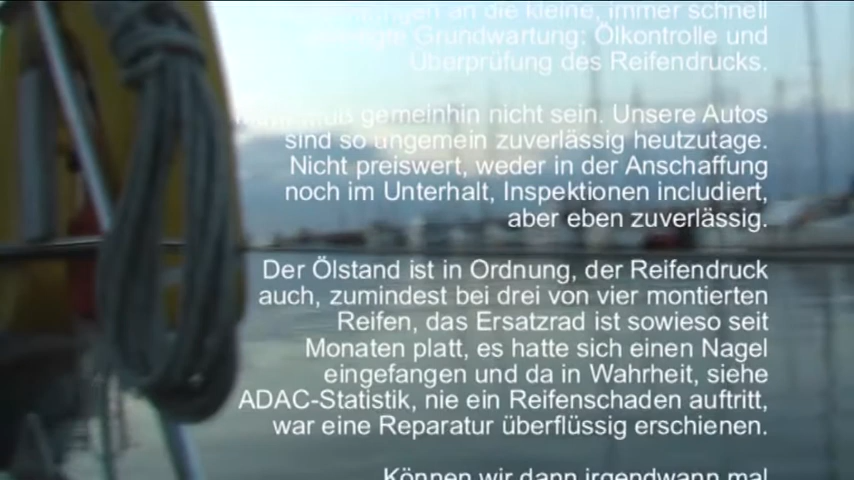 an die kleine, immer schnell
Grundwartung: Ölkontrolle und
Überprüfung des Reifendrucks.
muß gemeinhin nicht sein. Unsere Autos
sind so ungemein zuverlässig heutzutage.
Nicht preiswert, weder in der Anschaffung
noch im Unterhalt, Inspektionen includiert,
aber eben zuverlässig.
Der Ölstand ist in Ordnung, der Reifendruck
auch, zumindest bei drei von vier montierten
Reifen, das Ersatzrad ist sowieso seit
Monaten platt, es hatte sich einen Nagel
eingefangen und da in Wahrheit, siehe
ADAC-Statistik, nie ein Reifenschaden auftritt,
war eine Reparatur überflüssig erschienen.
Können wir dann irgendwann mal